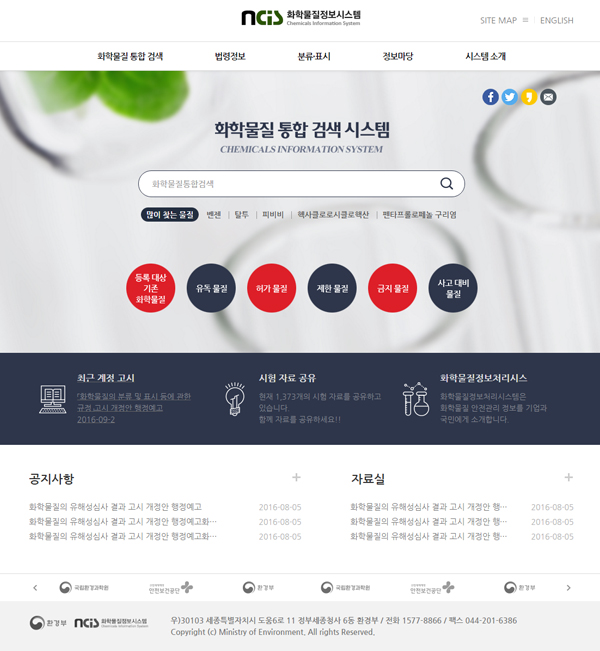 ncis 화학물질정보시스템
Chemicals Information System
SITE MAP
ENGLISH
화학물질 통합 검색
법령정보
분류·표시
정보마당
시스템 소개
화학물질 통합 검색 시스템
CHEMICALS INFORMATION SYSTEM
화학물질통합검색
많이 찾는 물질 벤젠 | 탈투 | 피비비 | 헥사클로로시클로헥산 | 펜타프롤로페놀 구리염
등록 대상
기존
화학물질
유독 물질
허가 물질
제한 물질
금지 물질
사고 대비
물질
최근 개정 고시
「화학물질의 분류 및 표시 등에 관한
규정」고시 개정안 행정예고
2016-09-2
시험 자료 공유
현재 1,373개의 시험 자료를 공유하고
있습니다.
함께 자료를 공유하세요!!
화학물질정보처리시스
화학물질정보처리시스템은
화학물질 안전관리 정보를 기업과
국민에게 소개합니다.
공지사항
화학물질의 유해성심사 결과 고시 개정안 행정예고 2016-08-05
화학물질의 유해성심사 결과 고시 개정안 행정예고화··· 2016-08-05
화학물질의 유해성심사 결과 고시 개정안 행정예고화··· 2016-08-05
자료실
화학물질의 유해성심사 결과 고시 개정안 행··· 2016-08-05
화학물질의 유해성심사 결과 고시 개정안 행··· 2016-08-05
화학물질의 유해성심사 결과 고시 개정안 행··· 2016-08-05
국립환경과학원
안전보건공단
환경부
국립환경과학원
안전보건공단
환경부
환경부
ncis 화학물질정보시스템
Chemicals Information System
우)30103 세종특별자치시 도움6로 11 정부세종청사 6동 환경부 / 전화 1577-8866 / 팩스 044-201-6386
Copyright (c) Ministry of Environment. All rights Reserved.